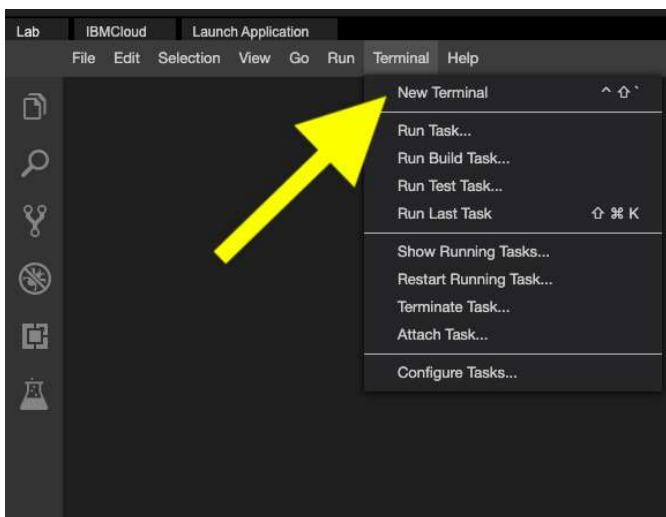 Lab IBMCloud Launch Application
File Edit Selection View Go Run Terminal Help
New Terminal ^ ⇧ `
Run Task...
Run Build Task...
Run Test Task...
Run Last Task ⇧ ⌘ K
Show Running Tasks...
Restart Running Task...
Terminate Task...
Attach Task...
Configure Tasks...